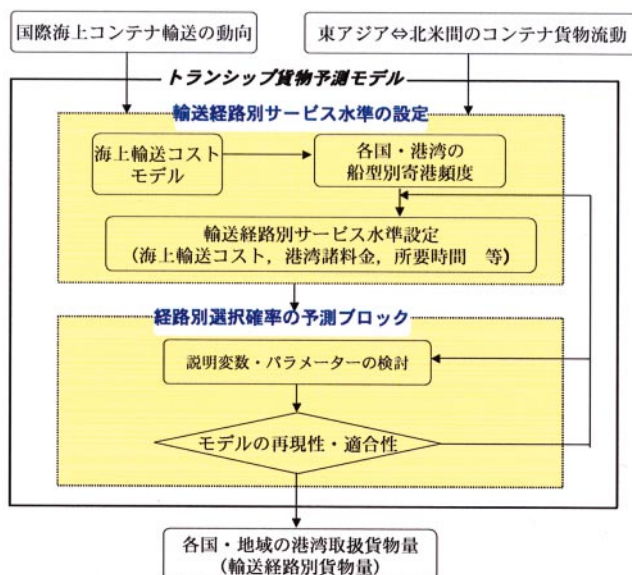 国際海上コンテナ輸送の動向
東アジア⇔北米間のコンテナ貨物流動
トランシップ貨物予測モデル
輸送経路別サービス水準の設定
海上輸送コスト
モデル
各国・港湾の
船型別寄港頻度
輸送経路別サービス水準設定
（海上輸送コスト，港湾諸料金，所要時間　等）
経路別選択確率の予測ブロック
説明変数・パラメーターの検討
モデルの再現性・適合性
各国・地域の港湾取扱貨物量
（輸送経路別貨物量）